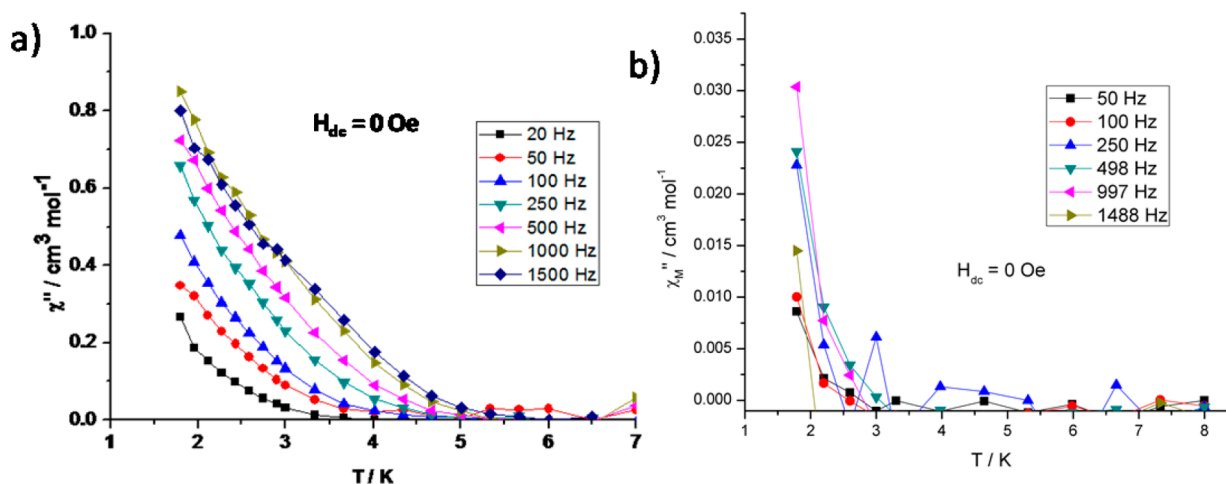 a)
χ'' / cm³ mol⁻¹
1.0
0.8
0.6
0.4
0.2
0.0
H_dc = 0 Oe
20 Hz
50 Hz
100 Hz
250 Hz
500 Hz
1000 Hz
1500 Hz
1 2 3 4 5 6 7
T / K
b)
χ_M'' / cm³ mol⁻¹
0.035
0.030
0.025
0.020
0.015
0.010
0.005
0.000
50 Hz
100 Hz
250 Hz
498 Hz
997 Hz
1488 Hz
H_dc = 0 Oe
1 2 3 4 5 6 7 8
T / K